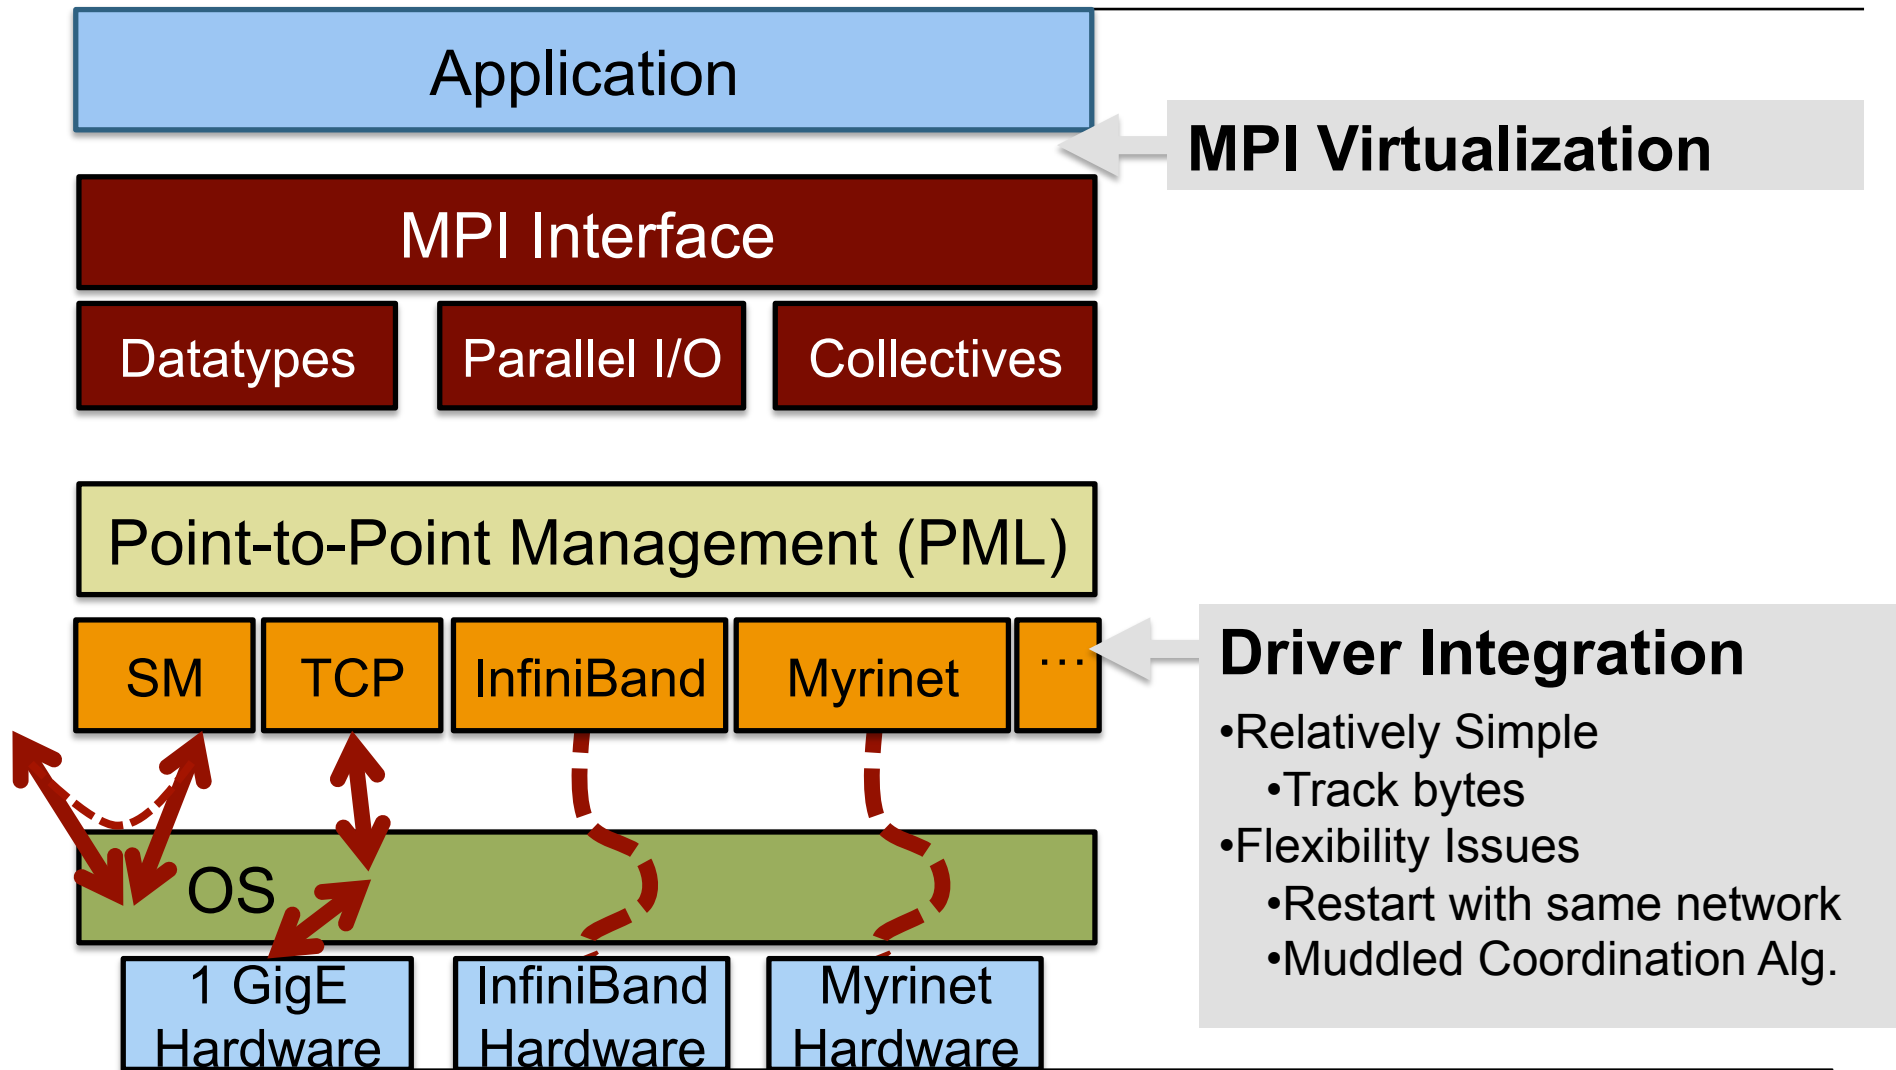 Application
MPI Virtualization
MPI Interface
Datatypes
Parallel I/O
Collectives
Point-to-Point Management (PML)
SM
TCP
InfiniBand
Myrinet
...
Driver Integration
•Relatively Simple
•Track bytes
•Flexibility Issues
•Restart with same network
•Muddled Coordination Alg.
OS
1 GigE
Hardware
InfiniBand
Hardware
Myrinet
Hardware